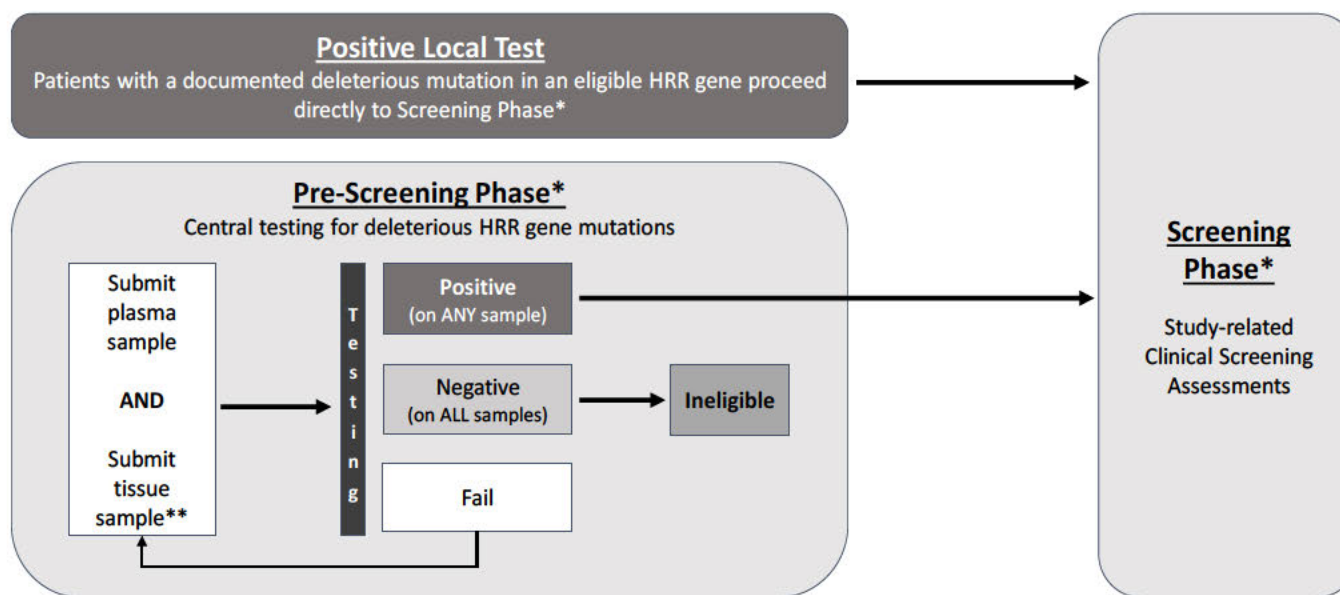 Positive Local Test
Patients with a documented deleterious mutation in an eligible HRR gene proceed
directly to Screening Phase*
Pre-Screening Phase*
Central testing for deleterious HRR gene mutations
Submit
plasma
sample
AND
Submit
tissue
sample**
Testing
Positive
(on ANY sample)
Negative
(on ALL samples)
Ineligible
Fail
Screening
Phase*
Study-related
Clinical Screening
Assessments